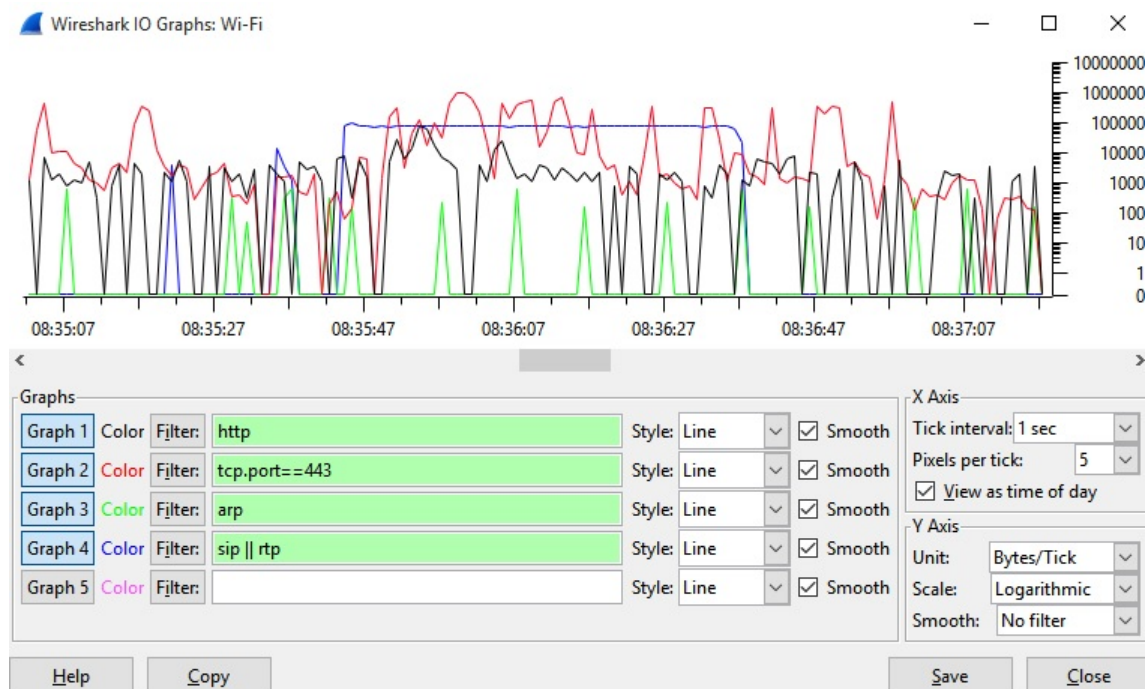 Wireshark IO Graphs: Wi-Fi
10000000
1000000
100000
10000
1000
100
10
1
0
08:35:07 08:35:27 08:35:47 08:36:07 08:36:27 08:36:47 08:37:07
Graphs
Graph 1 Color Filter: http Style: Line Smooth
Graph 2 Color Filter: tcp.port==443 Style: Line Smooth
Graph 3 Color Filter: arp Style: Line Smooth
Graph 4 Color Filter: sip || rtp Style: Line Smooth
Graph 5 Color Filter: Style: Line Smooth
X Axis
Tick interval: 1 sec
Pixels per tick: 5
View as time of day
Y Axis
Unit: Bytes/Tick
Scale: Logarithmic
Smooth: No filter
Help Copy Save Close